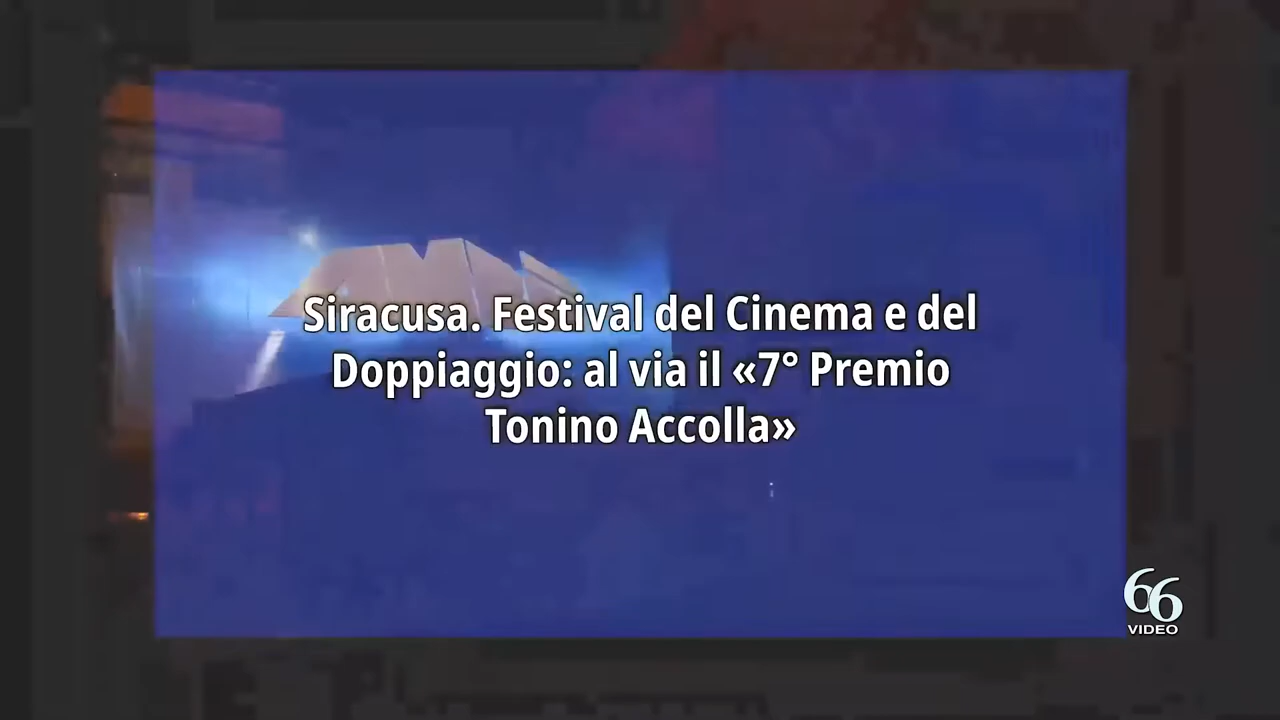 Siracusa. Festival del Cinema e del
Doppiaggio: al via il «7° Premio
Tonino Accolla»
66
VIDEO